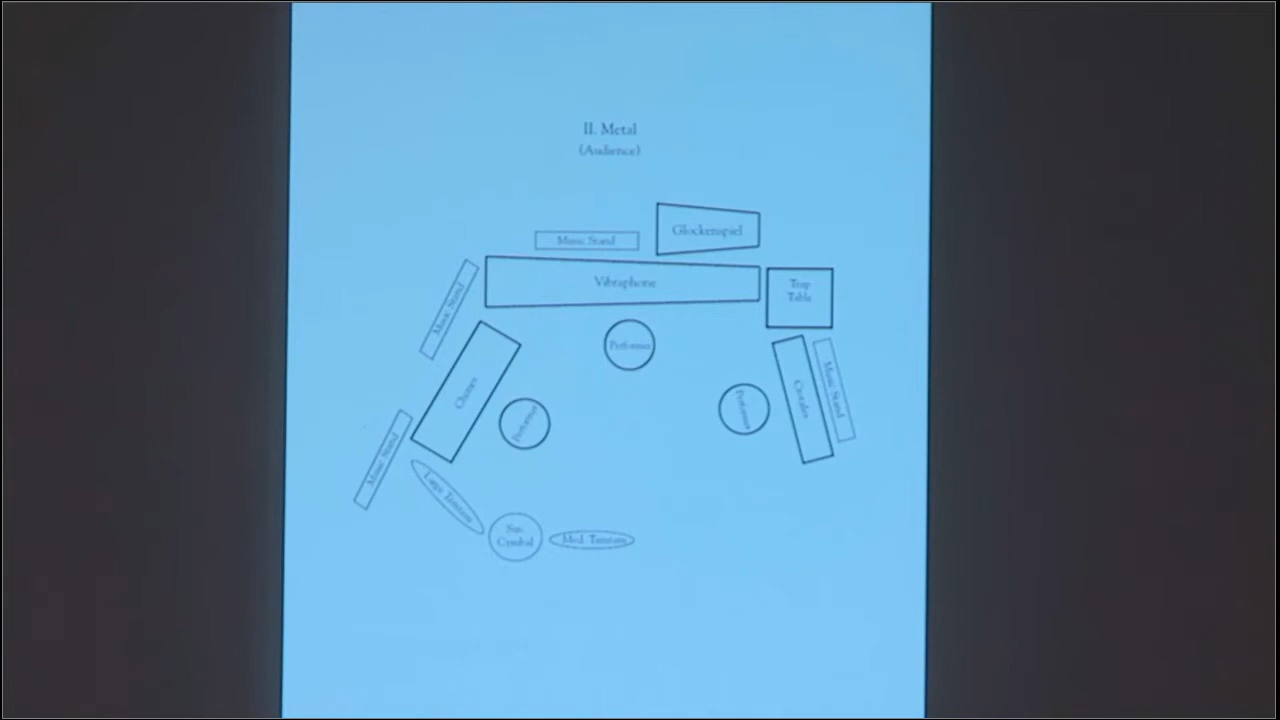 II. Metal
(Audience)
Glockenspiel
Music Stand
Vibraphone
Trap
Table
Music Stand
Performer
Music Stand
Chimes
Crotales
Performer
Performer
Music Stand
Large Tamtam
Sus.
Cymbal
Med. Tamtam